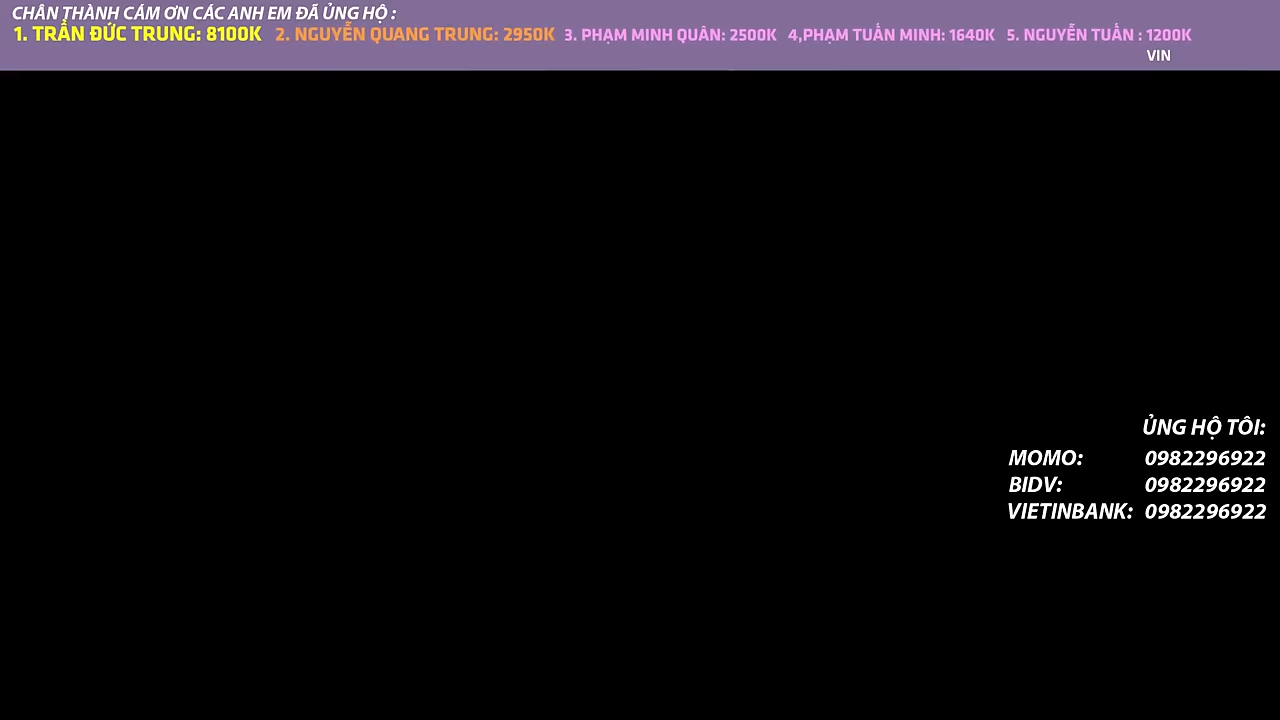 CHÂN THÀNH CÁM ƠN CÁC ANH EM ĐÃ ỦNG HỘ :
1. TRẦN ĐỨC TRUNG: 8100K 2. NGUYỄN QUANG TRUNG: 2950K 3. PHẠM MINH QUÂN: 2500K 4,PHẠM TUẤN MINH: 1640K 5. NGUYỄN TUẤN : 1200K
VIN
ỦNG HỘ TÔI:
MOMO: 0982296922
BIDV: 0982296922
VIETINBANK: 0982296922